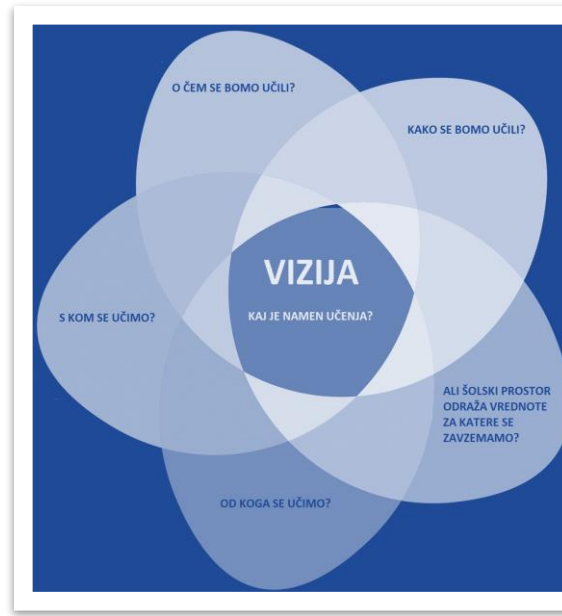 O ČEM SE BOMO UČILI?
KAKO SE BOMO UČILI?
VIZIJA
KAJ JE NAMEN UČENJA?
S KOM SE UČIMO?
ALI ŠOLSKI PROSTOR
ODRAŽA VREDNOTE
ZA KATERE SE
ZAVZEMAMO?
OD KOGA SE UČIMO?